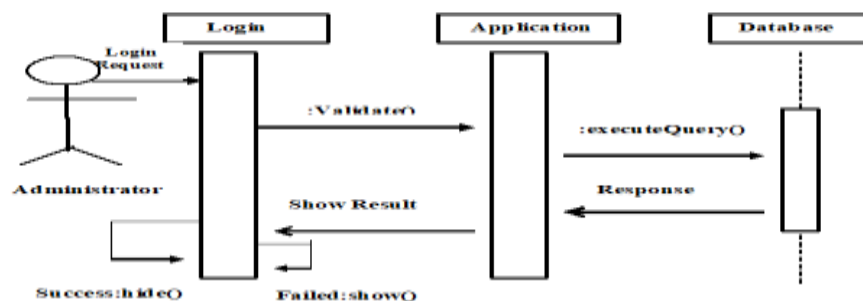 Login
Application
Database
Login
Request
:Validate()
:executeQuery()
Administrator
Response
Show Result
Success:hide()
Failed:show()